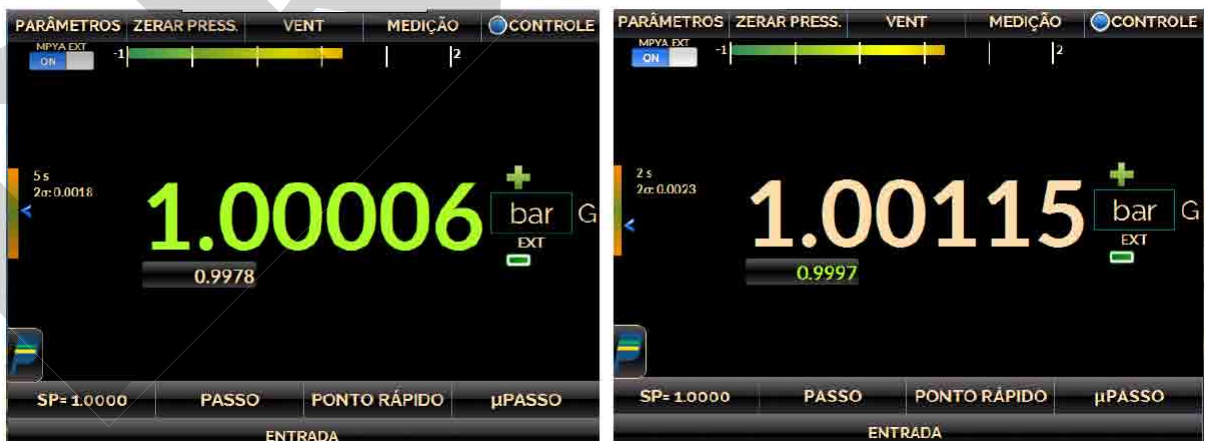 PARÂMETROS ZERAR PRESS. VENT MEDIÇÃO CONTROLE
MPYA EXT
ON
-1
2
5 s
2σ: 0.0018
1.00006
bar G
EXT
0.9978
SP= 1.0000 PASSO PONTO RÁPIDO µPASSO
ENTRADA
PARÂMETROS ZERAR PRESS. VENT MEDIÇÃO CONTROLE
MPYA EXT
ON
-1
2
2 s
2σ: 0.0023
1.00115
bar G
EXT
0.9997
SP= 1.0000 PASSO PONTO RÁPIDO µPASSO
ENTRADA